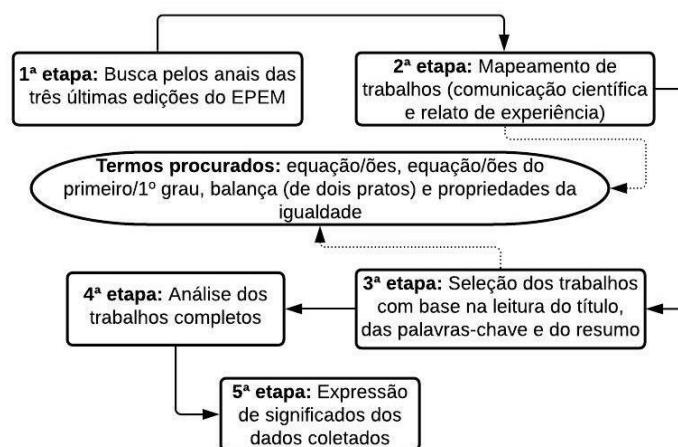 1ª etapa: Busca pelos anais das
três últimas edições do EPEM
2ª etapa: Mapeamento de
trabalhos (comunicação científica
e relato de experiência)
Termos procurados: equação/ões, equação/ões do
primeiro/1º grau, balança (de dois pratos) e propriedades da
igualdade
3ª etapa: Seleção dos trabalhos
com base na leitura do título,
das palavras-chave e do resumo
4ª etapa: Análise dos
trabalhos completos
5ª etapa: Expressão
de significados dos
dados coletados